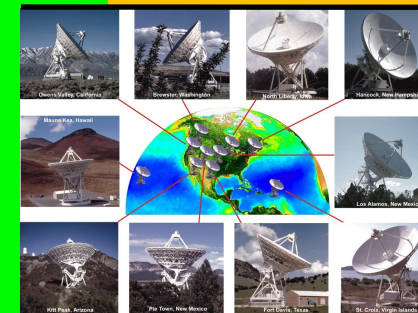 Owens Valley, California
Brewster, Washington
North Liberty, Iowa
Hancock, New Hampshire
Mauna Kea, Hawaii
Los Alamos, New Mexico
Kitt Peak, Arizona
Pie Town, New Mexico
Fort Davis, Texas
St. Croix, Virgin Islands